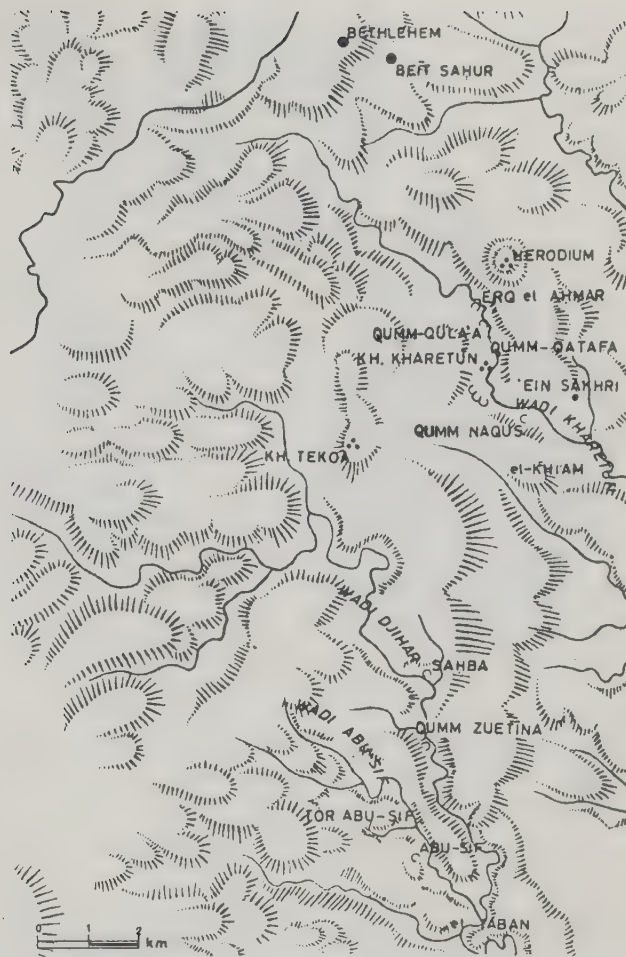 BETHLEHEM
BEIT SAHUR
HERODIUM
ERQ el AHMAR
QUMM-QULA'A
QUMM-QATAFA
KH. KHARETUN
'EIN SAKHRI
WADI KHARETUN
QUMM NAQUS
KH. TEKOA
el-KHIAM
WADI DJIHAR
SAHBA
WADI ABU-SIF
QUMM ZUETINA
TOR ABU-SIF
ABU-SIF
TABAN
0 1 2
km